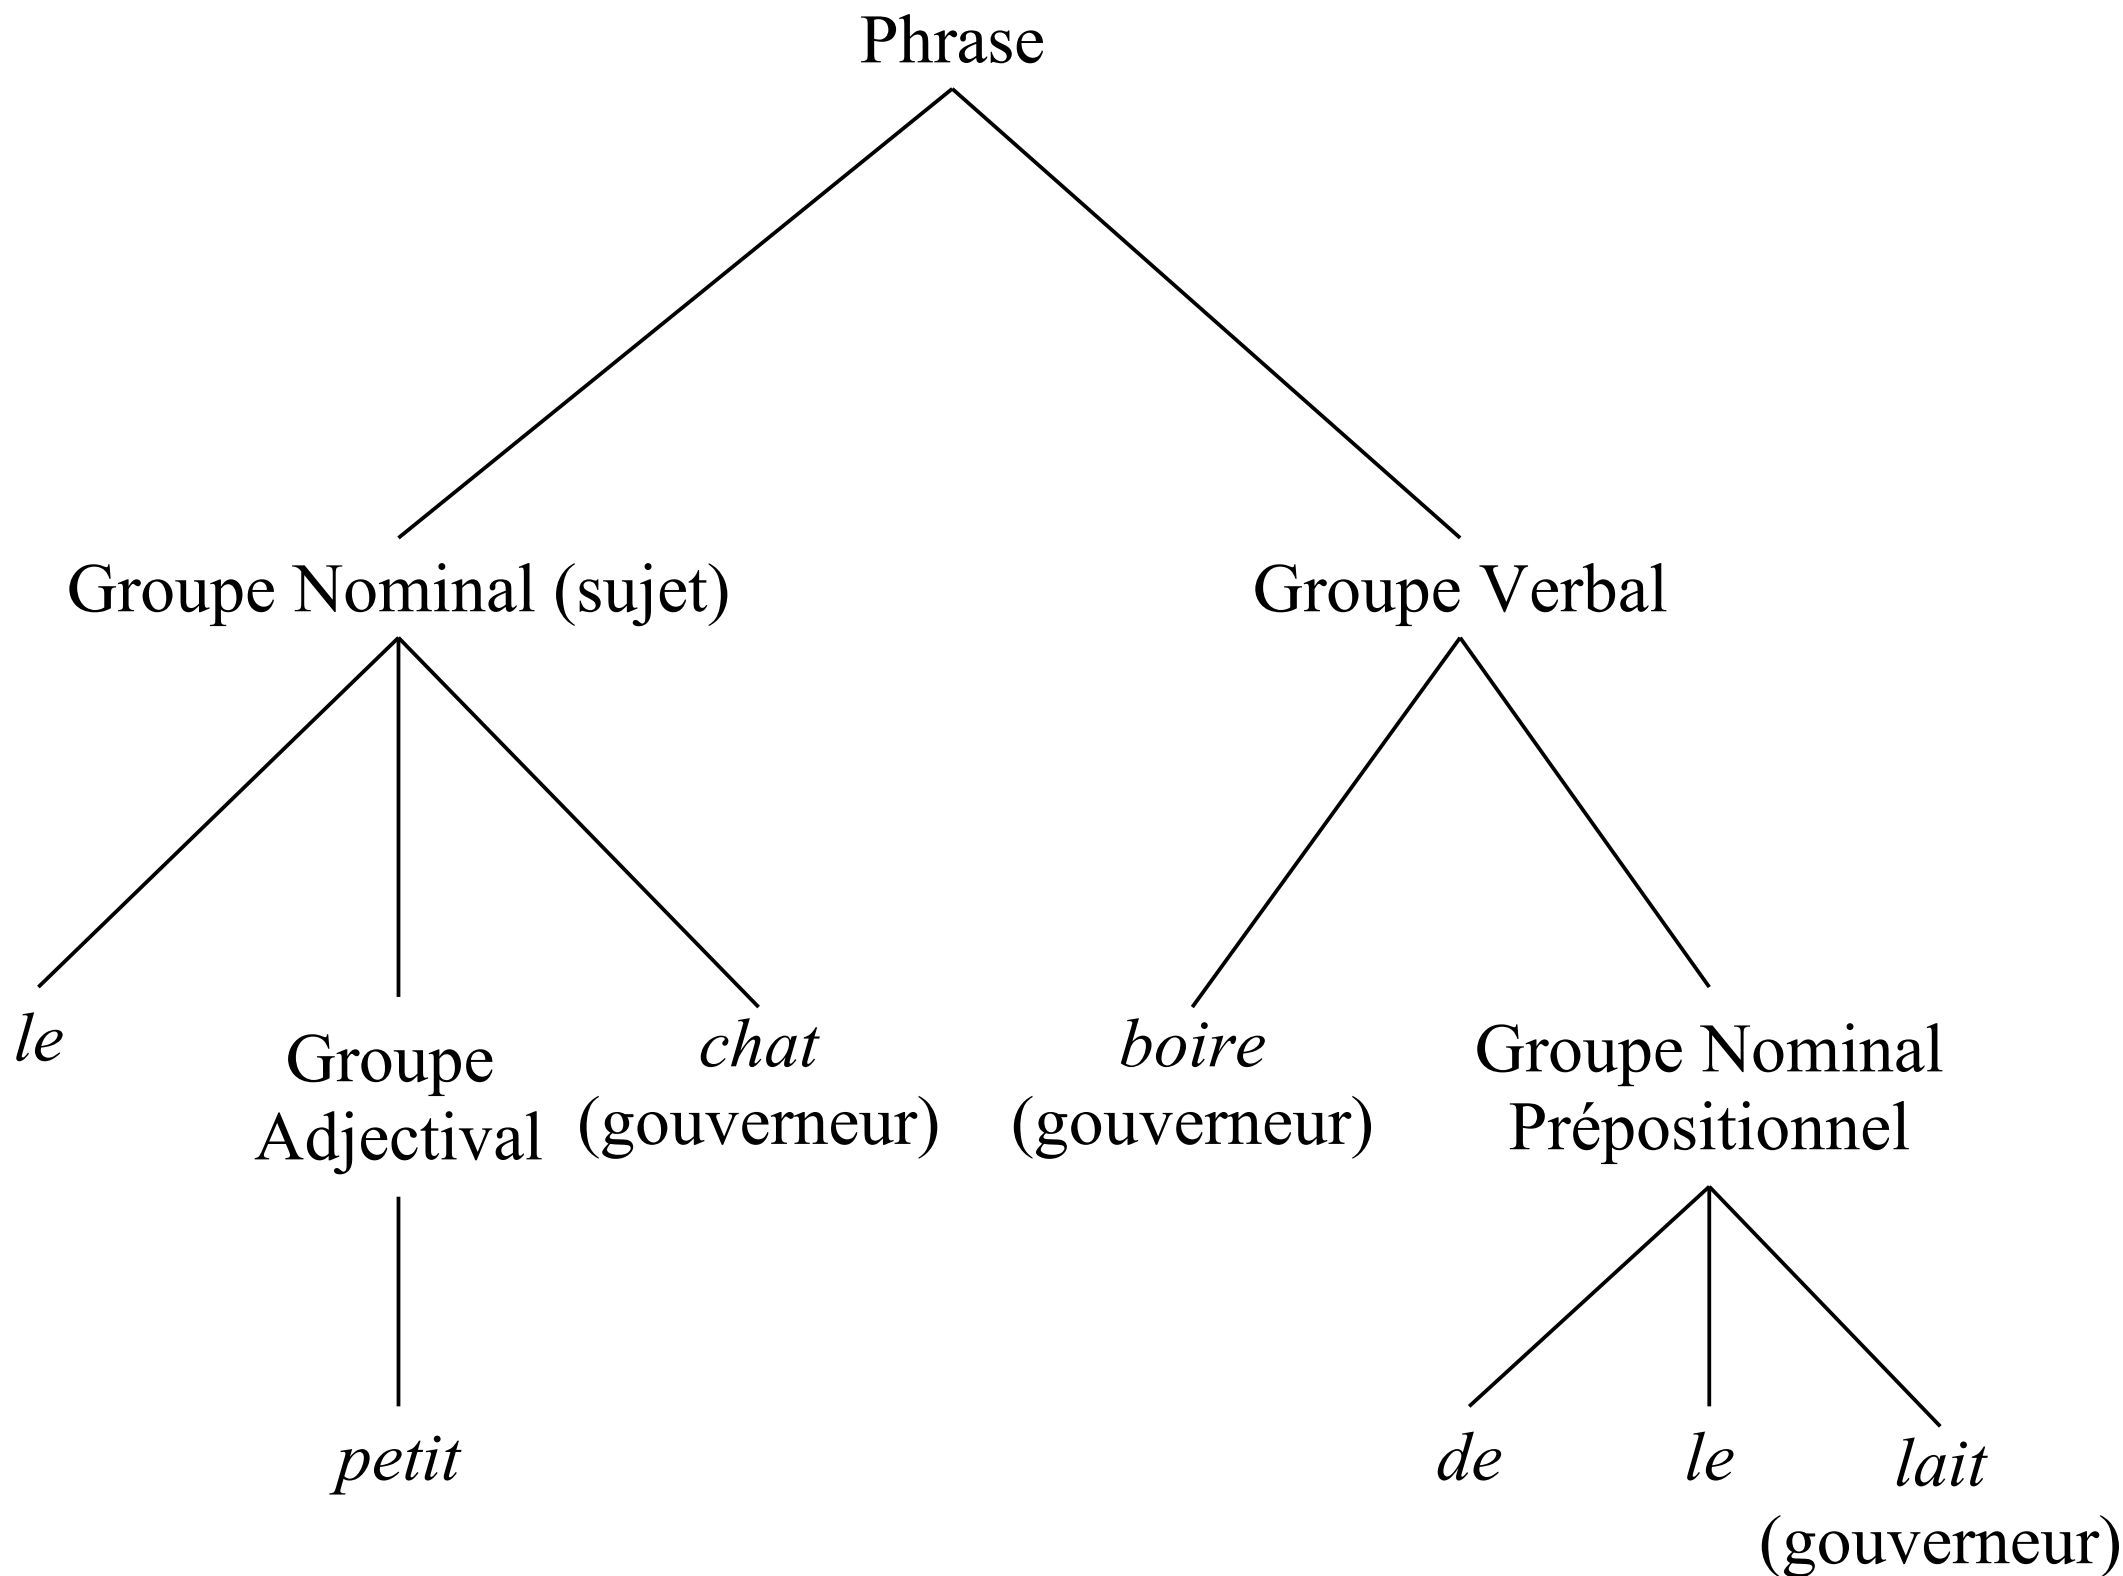 Phrase
Groupe Nominal (sujet)
Groupe Verbal
le
Groupe
Adjectival
chat
(gouverneur)
boire
(gouverneur)
Groupe Nominal
Prépositionnel
petit
de
le
lait
(gouverneur)